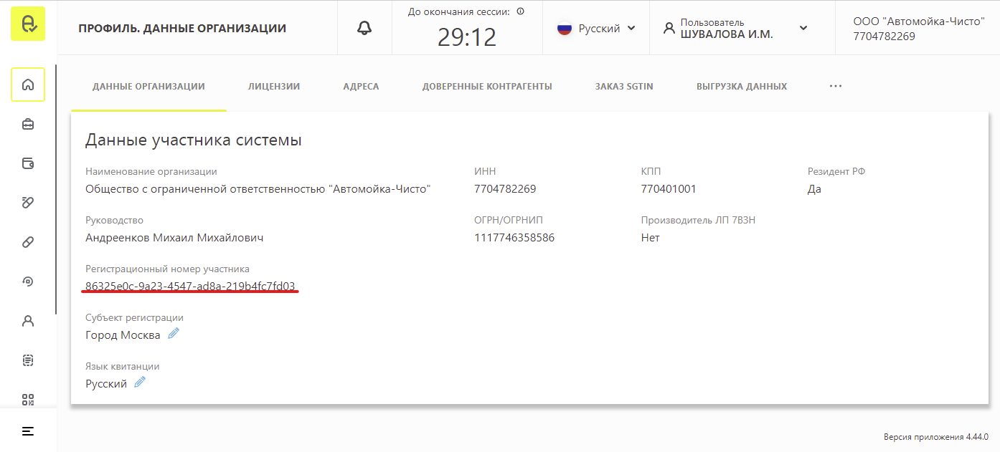 ПРОФИЛЬ. ДАННЫЕ ОРГАНИЗАЦИИ
До окончания сессии:
29:12
Русский
Пользователь
ШУВАЛОВА И.М.
ООО "Автомойка-Чисто"
7704782269
ДАННЫЕ ОРГАНИЗАЦИИ ЛИЦЕНЗИИ АДРЕСА ДОВЕРЕННЫЕ КОНТРАГЕНТЫ ЗАКАЗ SGTIN ВЫГРУЗКА ДАННЫХ ...
Данные участника системы
Наименование организации ИНН КПП Резидент РФ
Общество с ограниченной ответственностью "Автомойка-Чисто" 7704782269 770401001 Да
Руководство ОГРН/ОГРНИП Производитель ЛП 7ВЗН
Андреенков Михаил Михайлович 1117746358586 Нет
Регистрационный номер участника
86325e0c-9a23-4547-ad8a-219b4fc7fd03
Субъект регистрации
Город Москва
Язык квитанции
Русский
Версия приложения 4.44.0